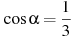 cos α = 1/3